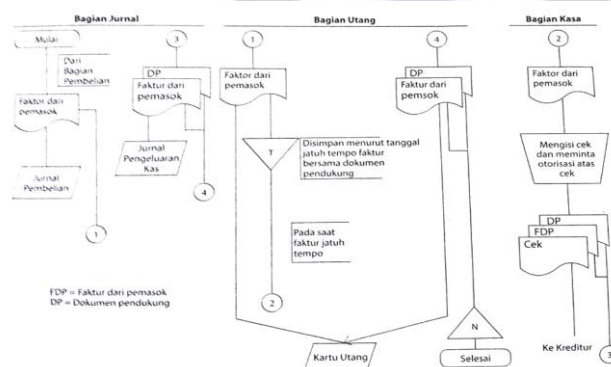 Bagian Jurnal
Mulai
Dari
Bagian
Pembelian
Faktor dari
pemasok
Jurnal
Pembelian
1
3
DP
Faktur dari
pemasok
Jurnal
Pengeluaran
Kas
4
FDP = Faktur dari pemasok
DP = Dokumen pendukung
Bagian Utang
1
Faktor dari
pemasok
T
Disimpan menurut tanggal
jatuh tempo faktur
bersama dokumen
pendukung
Pada saat
faktur jatuh
tempo
2
Kartu Utang
4
DP
Faktur dari
pemsok
N
Selesai
Bagian Kasa
2
Faktor dari
pemasok
Mengisi cek
dan meminta
otorisasi atas
cek
DP
FDP
Cek
Ke Kreditur
3